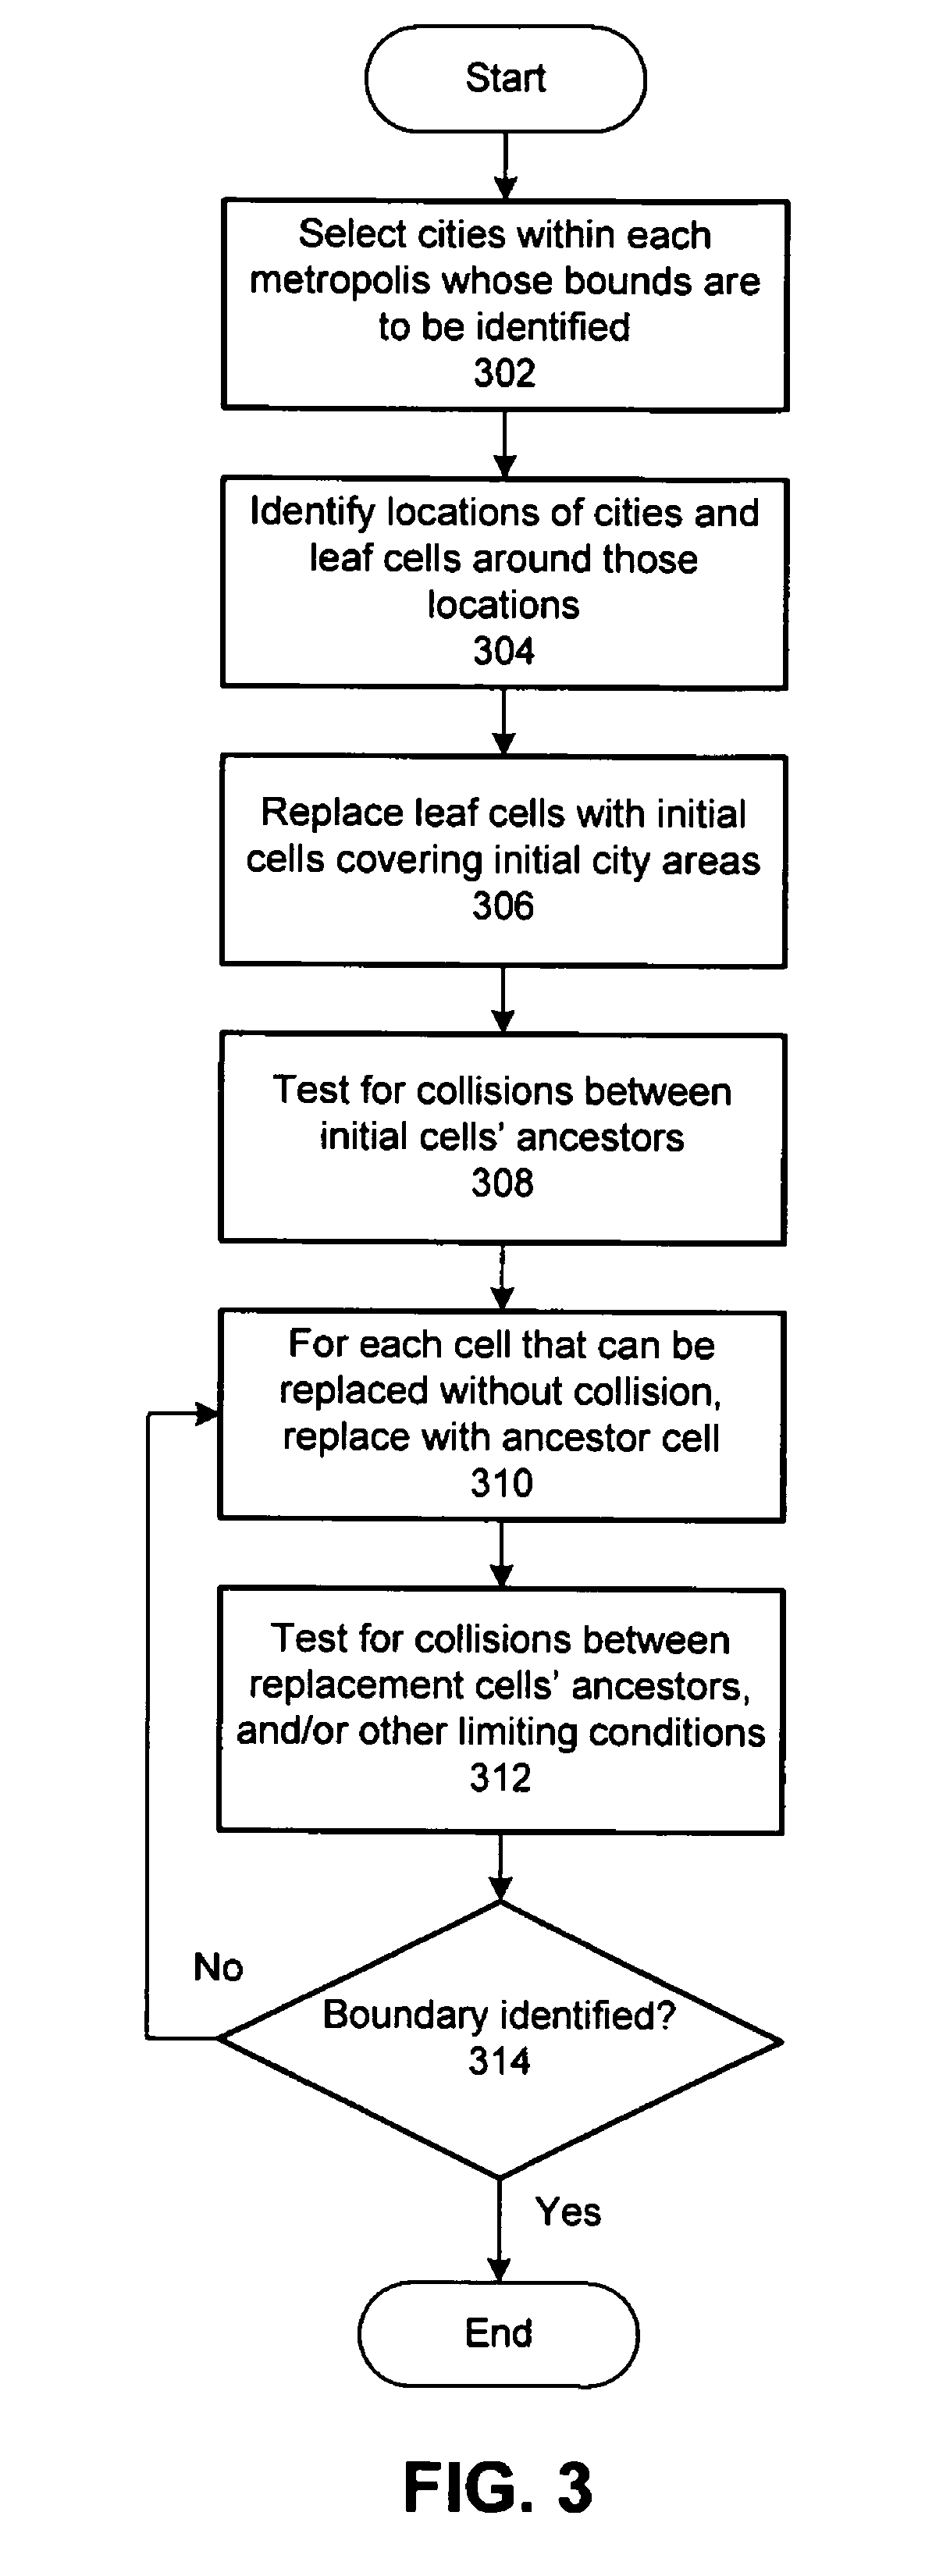 Start
Select cities within each
metropolis whose bounds are
to be identified
302
Identify locations of cities and
leaf cells around those
locations
304
Replace leaf cells with initial
cells covering initial city areas
306
Test for collisions between
initial cells' ancestors
308
For each cell that can be
replaced without collision,
replace with ancestor cell
310
Test for collisions between
replacement cells' ancestors,
and/or other limiting conditions
312
No
Boundary identified?
314
Yes
End
FIG. 3